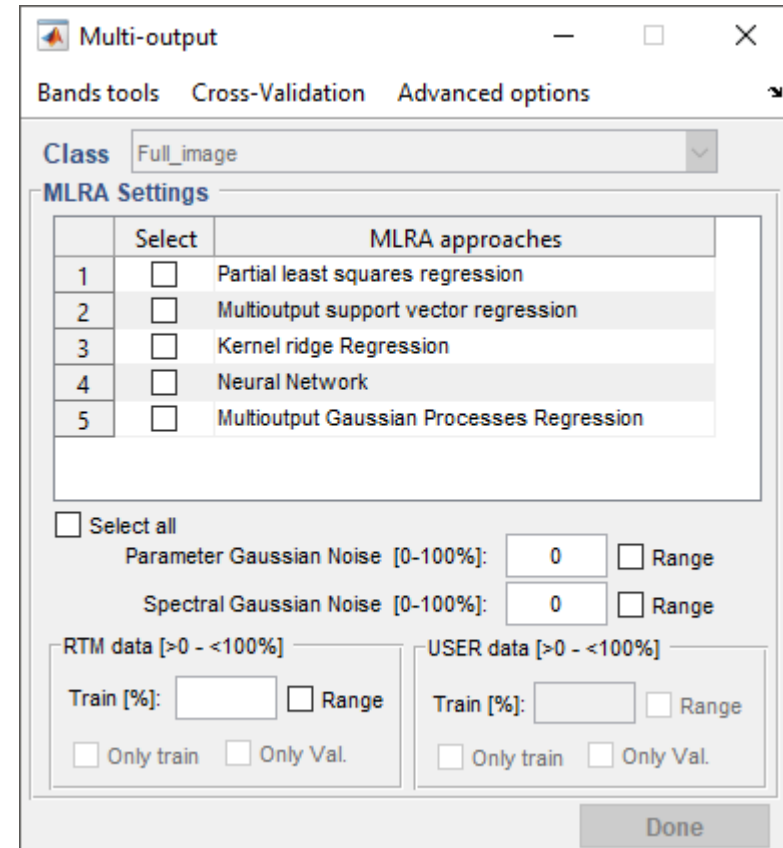 Multi-output
Bands tools Cross-Validation Advanced options
Class Full_image
MLRA Settings
Select MLRA approaches
1 Partial least squares regression
2 Multioutput support vector regression
3 Kernel ridge Regression
4 Neural Network
5 Multioutput Gaussian Processes Regression
Select all
Parameter Gaussian Noise [0-100%]: 0 Range
Spectral Gaussian Noise [0-100%]: 0 Range
RTM data [>0 - <100%] USER data [>0 - <100%]
Train [%]: Range Train [%]: Range
Only train Only Val. Only train Only Val.
Done